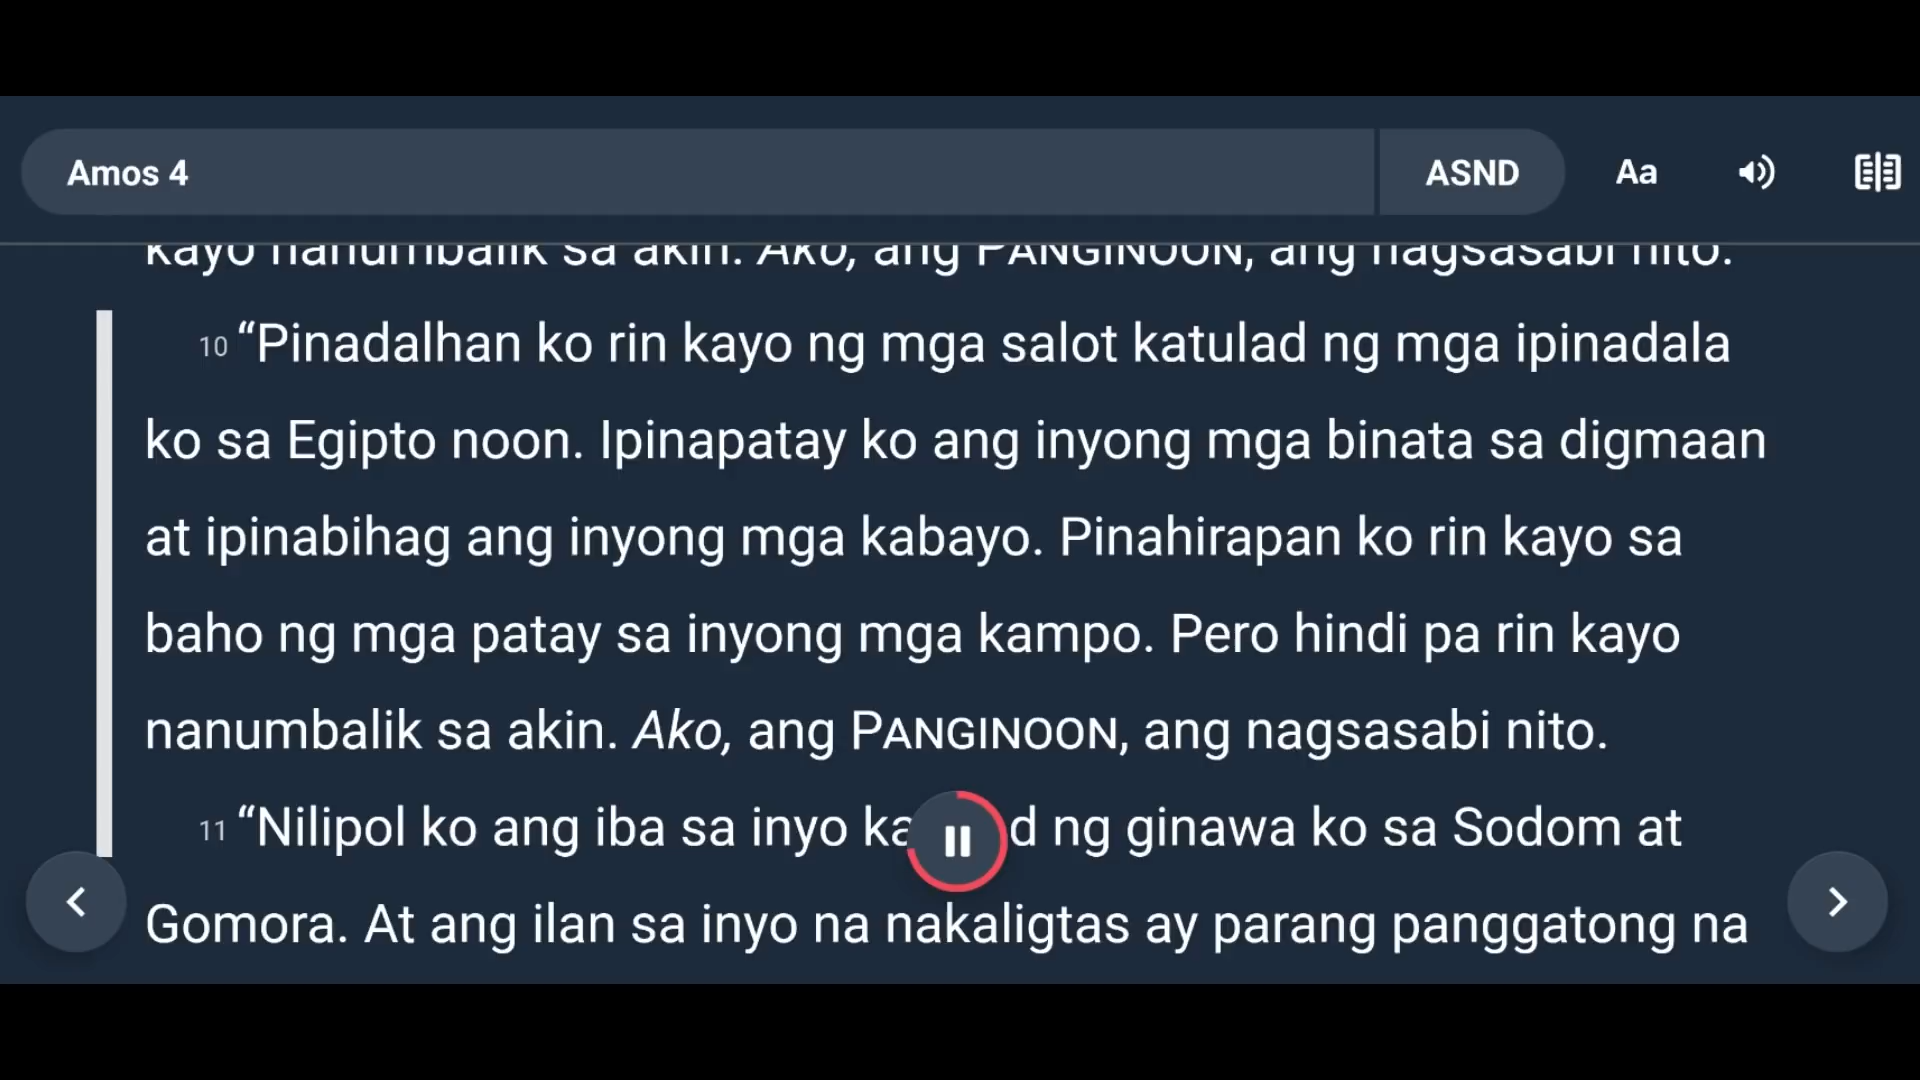 Amos 4
ASND
Aa
kayo nanumbalik sa akin. Ako, ang PANGINOON, ang nagsasabi nito.
10 “Pinadalhan ko rin kayo ng mga salot katulad ng mga ipinadala
ko sa Egipto noon. Ipinapatay ko ang inyong mga binata sa digmaan
at ipinabihag ang inyong mga kabayo. Pinahirapan ko rin kayo sa
baho ng mga patay sa inyong mga kampo. Pero hindi pa rin kayo
nanumbalik sa akin. Ako, ang PANGINOON, ang nagsasabi nito.
11 “Nilipol ko ang iba sa inyo ng ginawa ko sa Sodom at
Gomora. At ang ilan sa inyo na nakaligtas ay parang panggatong na